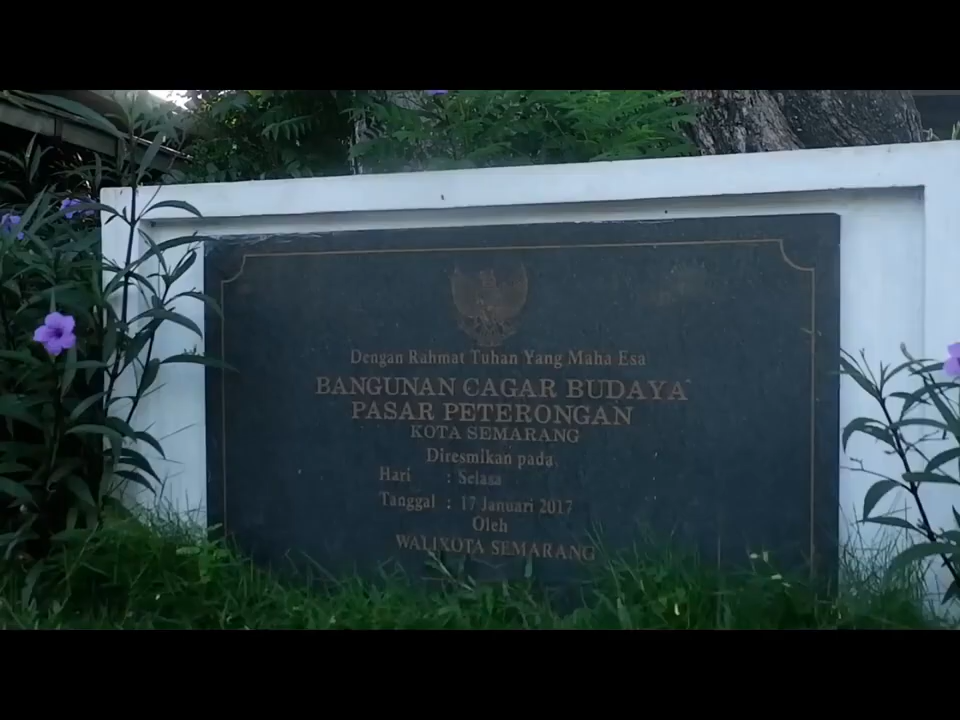 Dengan Rahmat Tuhan Yang Maha Esa
BANGUNAN CAGAR BUDAYA
PASAR PETERONGAN
KOTA SEMARANG
Diresmikan pada
Hari : Selasa
Tanggal : 17 Januari 2017
Oleh
WALIKOTA SEMARANG